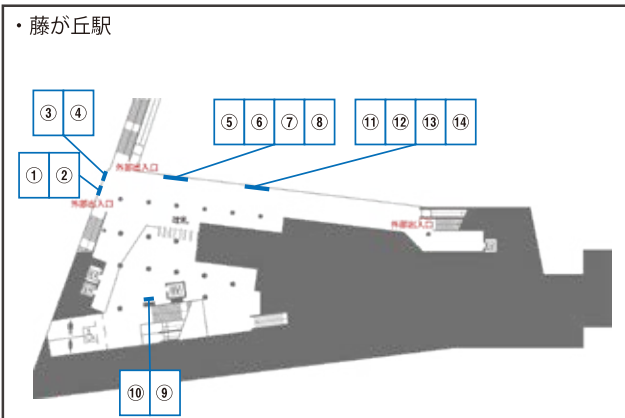 ・藤が丘駅
③ ④
⑤ ⑥ ⑦ ⑧
⑪ ⑫ ⑬ ⑭
① ②
外部出入口
外部出入口
改札
外部出入口
⑩ ⑨